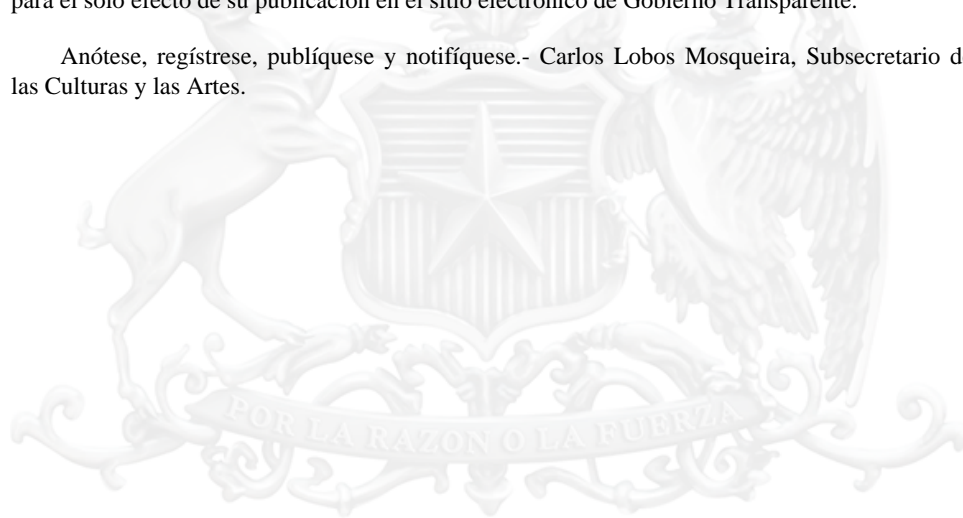 para el solo efecto de su publicación en el sitio electrónico de Gobierno Transparente.
Anótese, regístrese, publíquese y notifíquese.- Carlos Lobos Mosqueira, Subsecretario d
las Culturas y las Artes.
POR LA RAZON O LA FUERZA